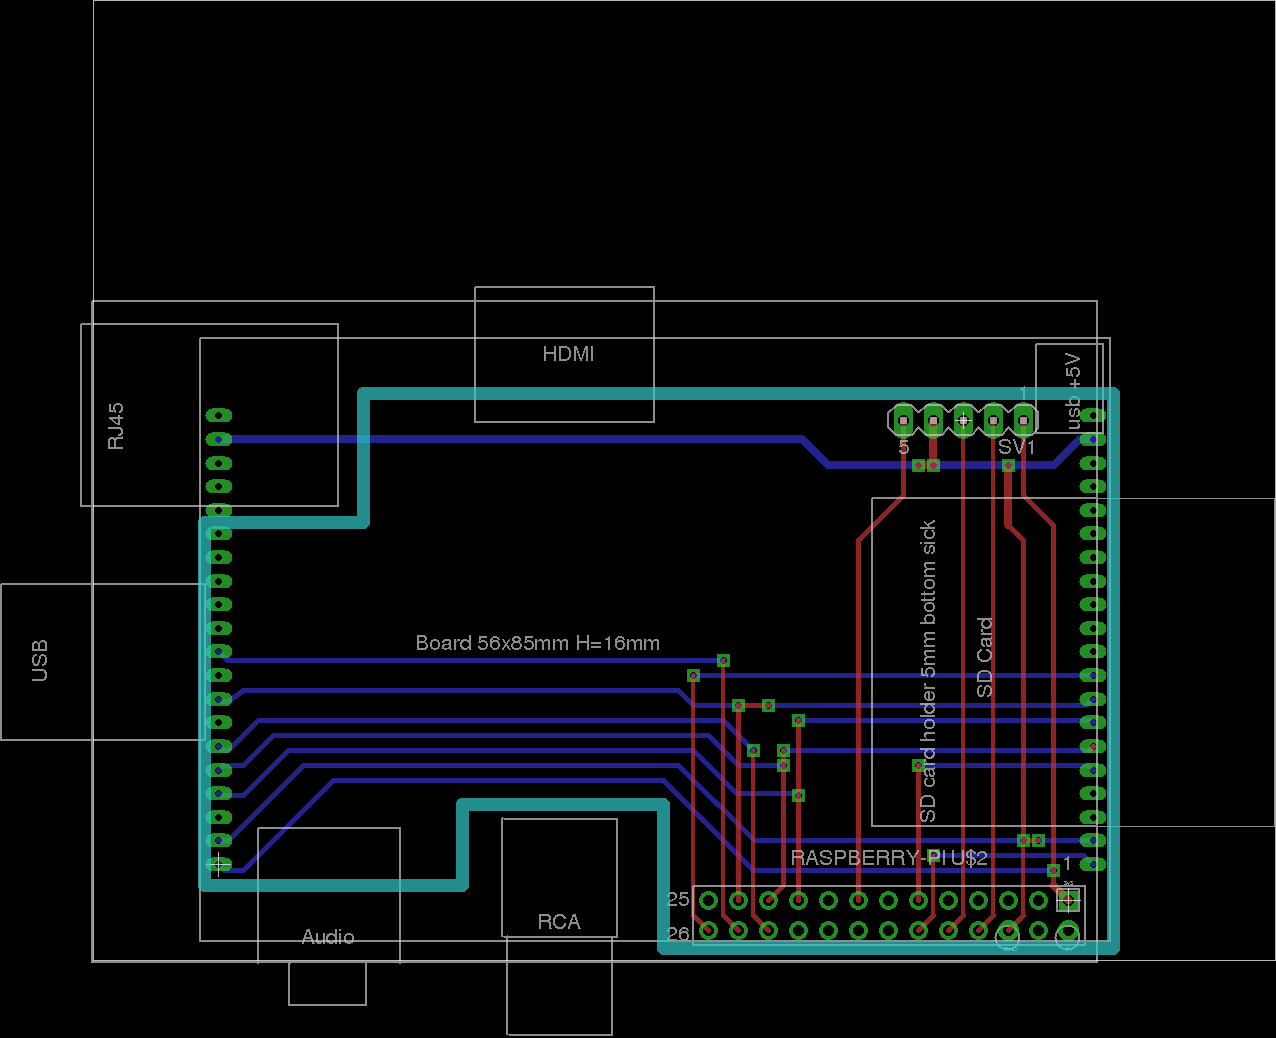 HDMI
usb +5V
RJ45
1
5
SV1
SD card holder 5mm bottom sick
SD Card
Board 56x85mm H=16mm
USB
RASPBERRY-PI U$2
1
25
26
RCA
Audio